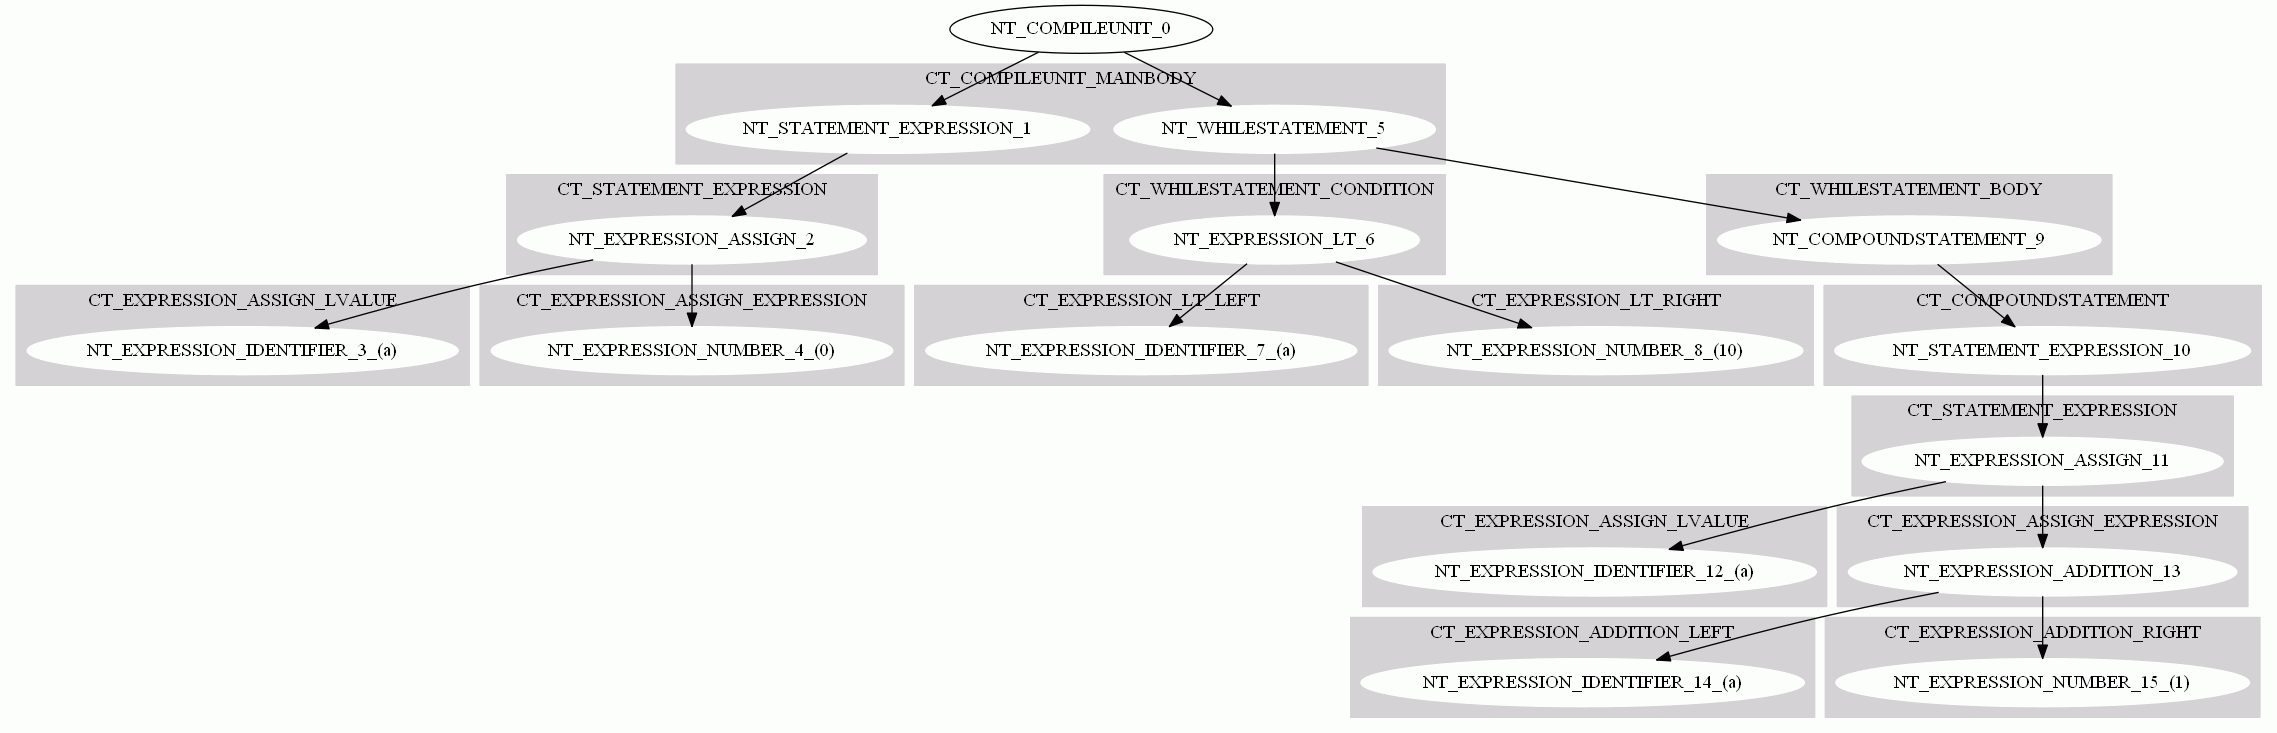 NT_COMPILEUNIT_0
CT_COMPILEUNIT_MAINBODY
NT_STATEMENT_EXPRESSION_1
NT_WHILESTATEMENT_5
CT_STATEMENT_EXPRESSION
CT_WHILESTATEMENT_CONDITION
CT_WHILESTATEMENT_BODY
NT_EXPRESSION_ASSIGN_2
NT_EXPRESSION_LT_6
NT_COMPOUNDSTATEMENT_9
CT_EXPRESSION_ASSIGN_LVALUE
CT_EXPRESSION_ASSIGN_EXPRESSION
CT_EXPRESSION_LT_LEFT
CT_EXPRESSION_LT_RIGHT
CT_COMPOUNDSTATEMENT
NT_EXPRESSION_IDENTIFIER_3_(a)
NT_EXPRESSION_NUMBER_4_(0)
NT_EXPRESSION_IDENTIFIER_7_(a)
NT_EXPRESSION_NUMBER_8_(10)
NT_STATEMENT_EXPRESSION_10
CT_STATEMENT_EXPRESSION
NT_EXPRESSION_ASSIGN_11
CT_EXPRESSION_ASSIGN_LVALUE
CT_EXPRESSION_ASSIGN_EXPRESSION
NT_EXPRESSION_IDENTIFIER_12_(a)
NT_EXPRESSION_ADDITION_13
CT_EXPRESSION_ADDITION_LEFT
CT_EXPRESSION_ADDITION_RIGHT
NT_EXPRESSION_IDENTIFIER_14_(a)
NT_EXPRESSION_NUMBER_15_(1)